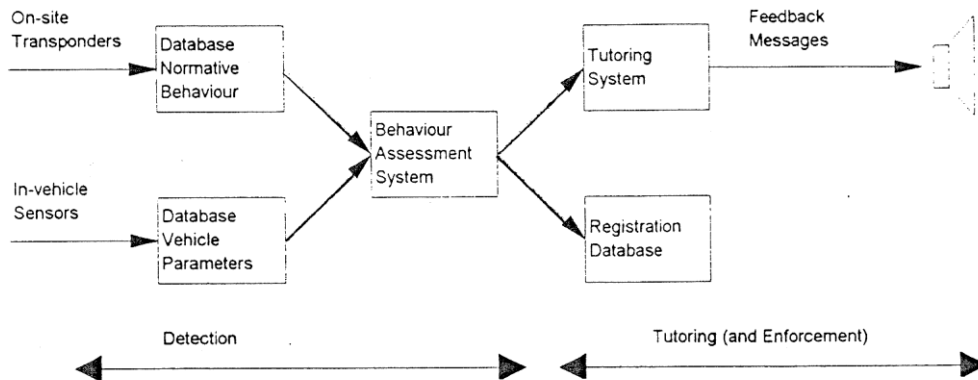 On-site
Transponders
Database
Normative
Behaviour
Tutoring
System
Feedback
Messages
Behaviour
Assessment
System
In-vehicle
Sensors
Database
Vehicle
Parameters
Registration
Database
Detection
Tutoring (and Enforcement)